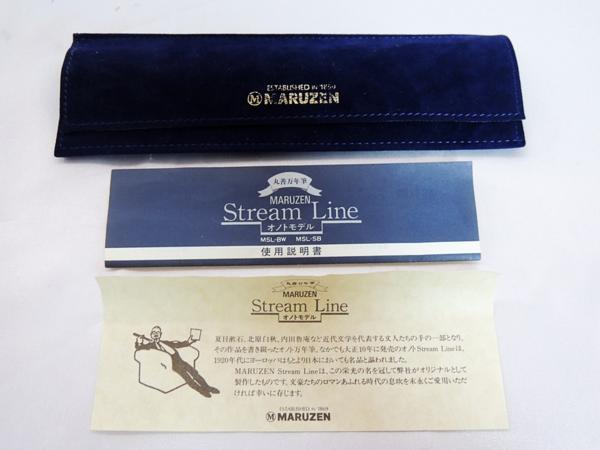 ESTABLISHED in 1869
M MARUZEN
丸善万年筆
MARUZEN
Stream Line
オノトモデル
MSL-BW MSL-SB
使用説明書
丸善万年筆
MARUZEN
Stream Line
オノトモデル
夏目漱石、北原白秋、内田魯庵など近代文学を代表する文人たちの手の一部となり、
その作品を書き綴ったオノト万年筆。なかでも大正10年に発売のオノト Stream Lineは、
1920年代にヨーロッパはもとより日本においても名品と謳われました。
MARUZEN Stream Lineは、この栄光の名を冠して弊社がオリジナルとして
製作したものです。文豪たちのロマンあふれる時代の息吹を末永くご愛用いただ
ければ幸いに存じます。
ESTABLISHED in 1869
M MARUZEN